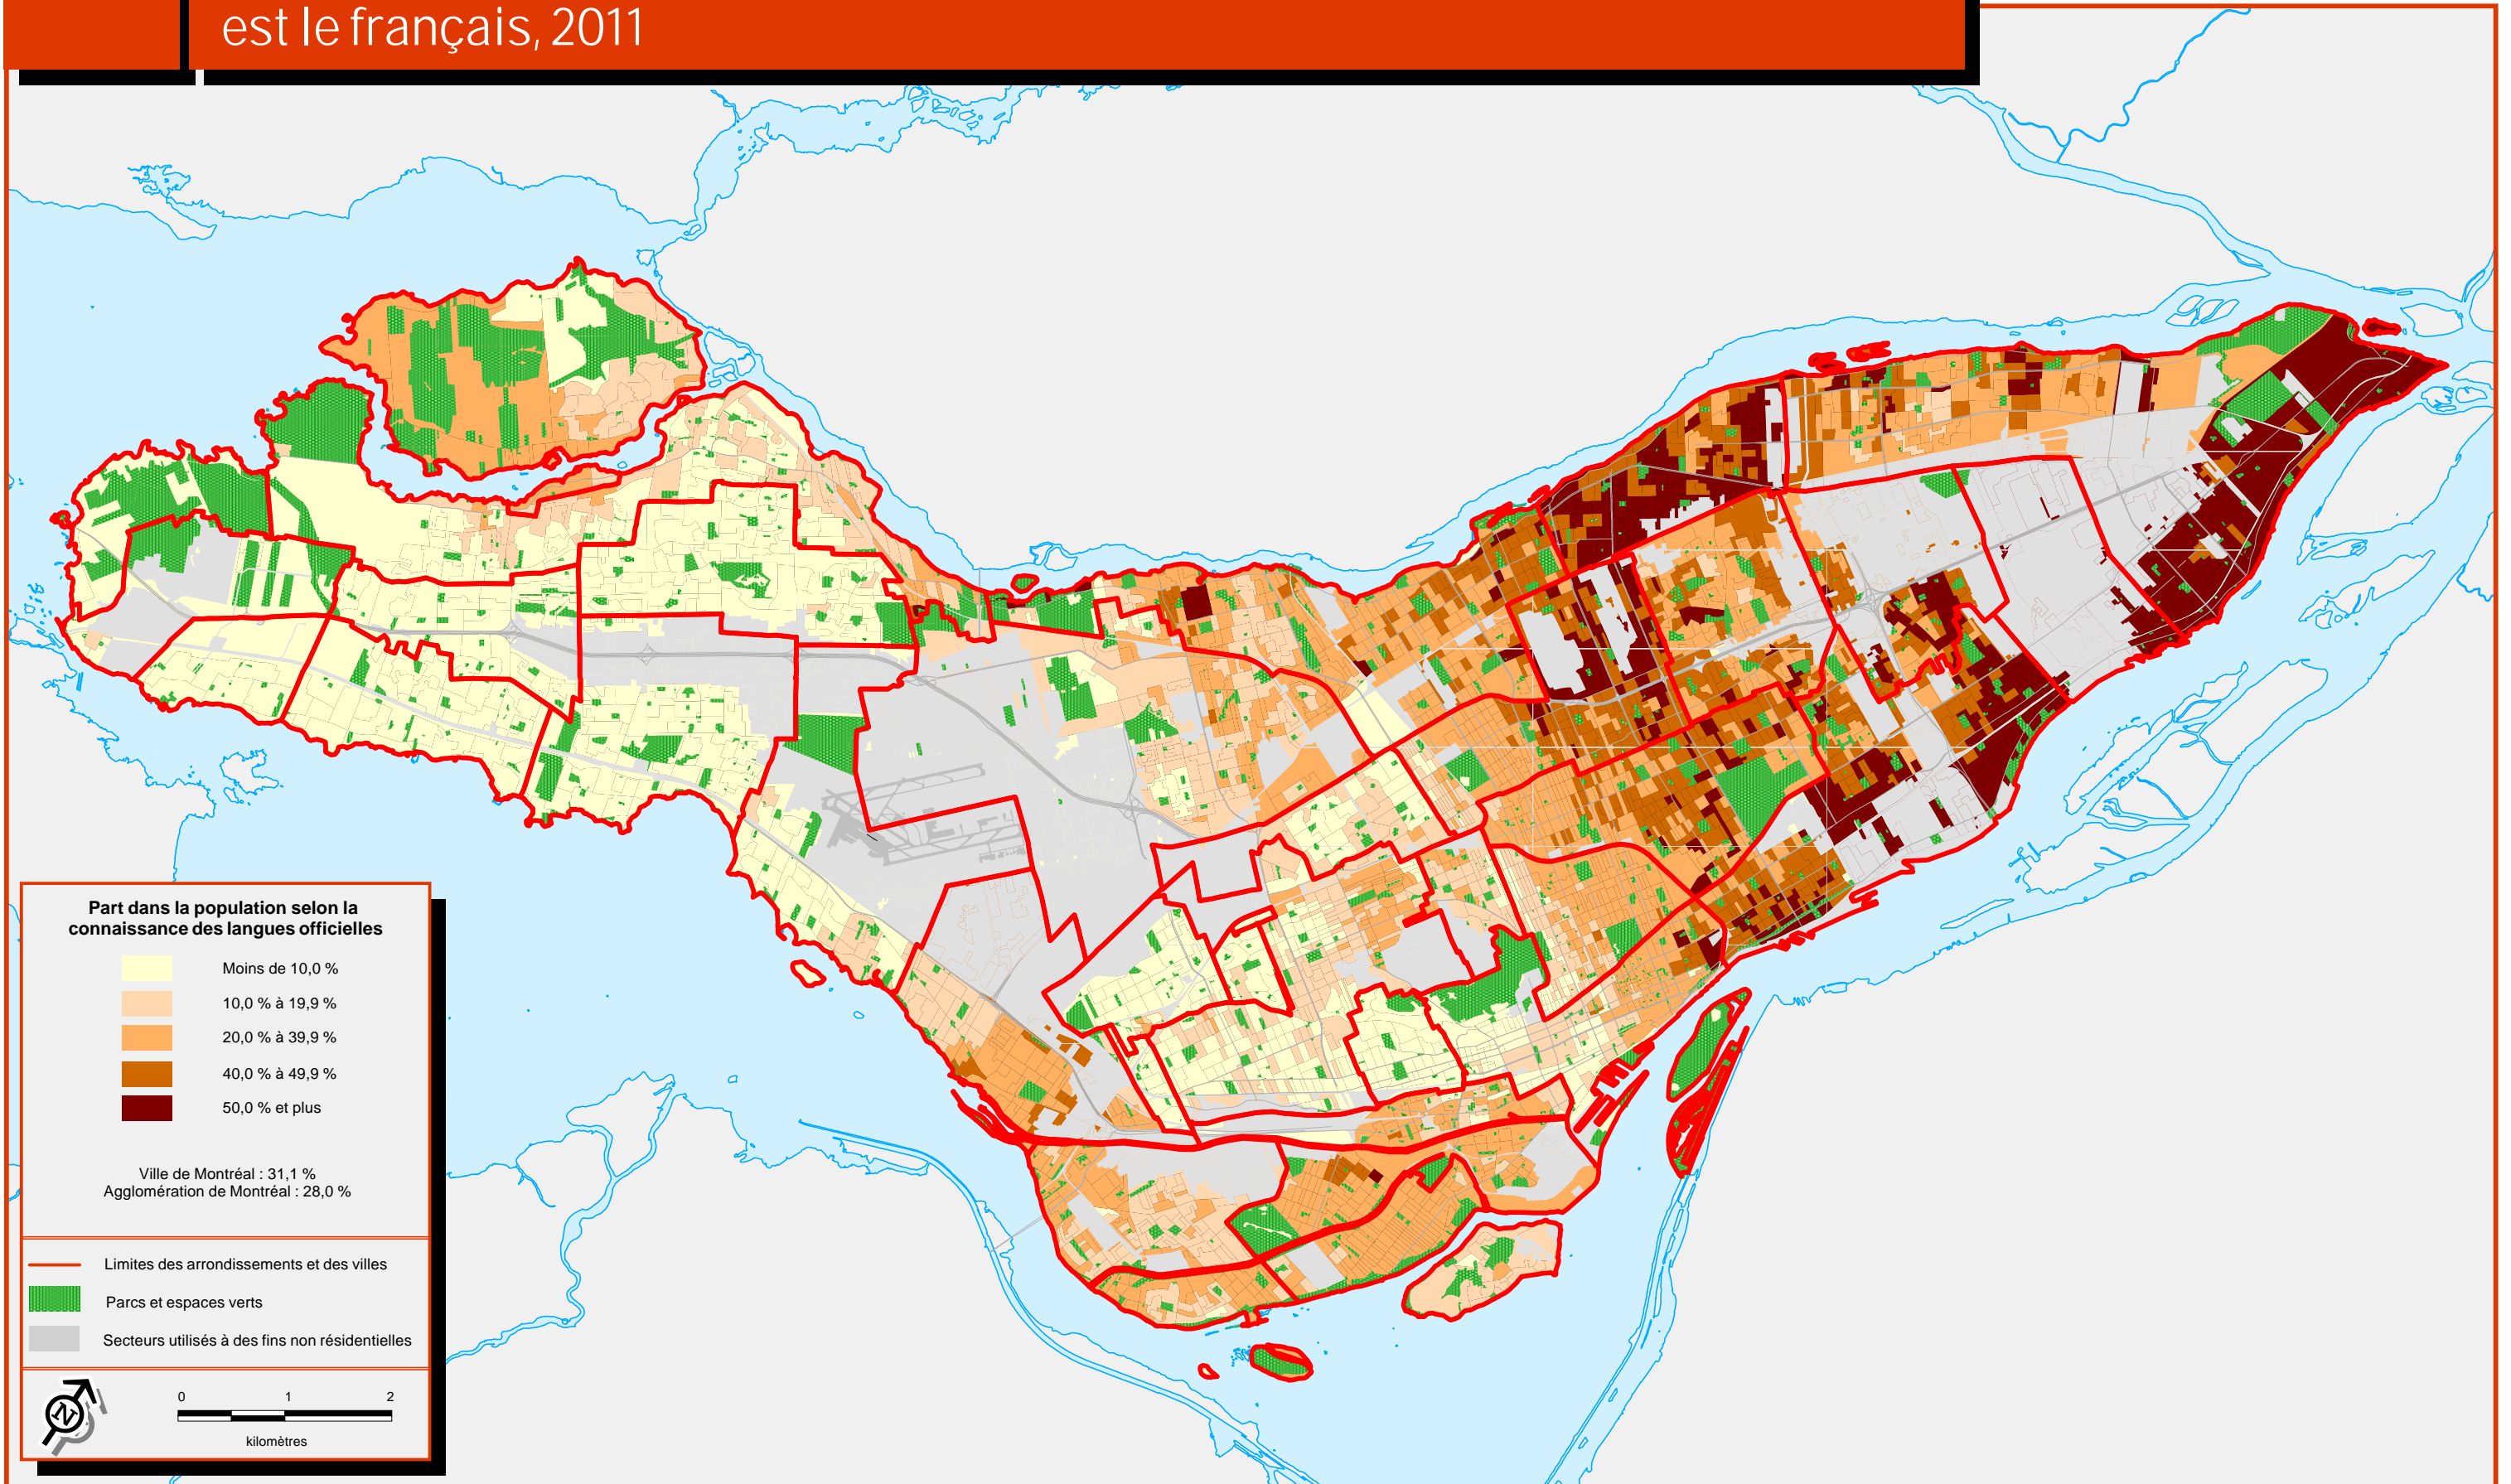 est le français, 2011
Part dans la population selon la
connaissance des langues officielles
Moins de 10,0 %
10,0 % à 19,9 %
20,0 % à 39,9 %
40,0 % à 49,9 %
50,0 % et plus
Ville de Montréal : 31,1 %
Agglomération de Montréal : 28,0 %
Limites des arrondissements et des villes
Parcs et espaces verts
Secteurs utilisés à des fins non résidentielles
N
0 1 2
kilomètres